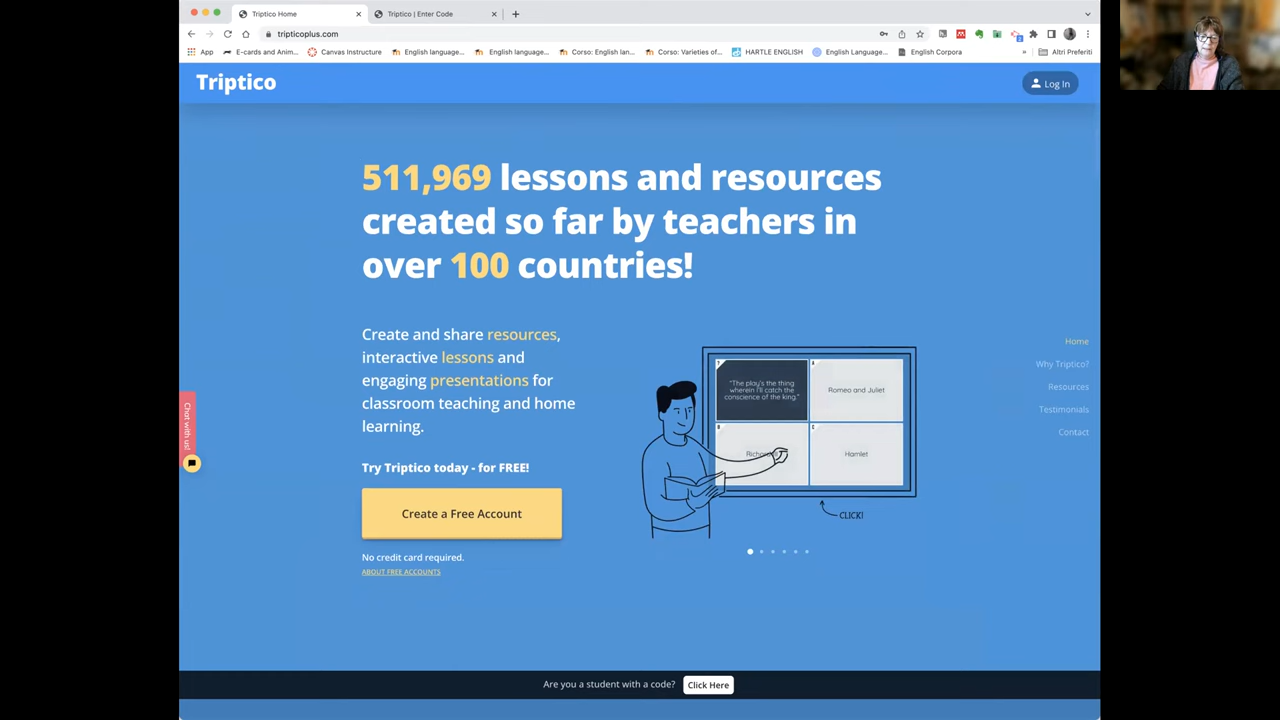 Triptico Home
Triptico | Enter Code
tripticoplus.com
App
E-cards and Anim...
Canvas Instructure
English language...
English language...
Corso: English lan...
Corso: Varieties of...
HARTLE ENGLISH
English Language...
English Corpora
»
Altri Preferiti
Triptico
Log In
511,969 lessons and resources
created so far by teachers in
over 100 countries!
Create and share resources,
interactive lessons and
engaging presentations for
classroom teaching and home
learning.
Try Triptico today - for FREE!
Create a Free Account
No credit card required.
ABOUT FREE ACCOUNTS
"The play's the thing
wherein I'll catch the
conscience of the king."
Romeo and Juliet
Hamlet
CLICK!
Home
Why Triptico?
Resources
Testimonials
Contact
Chat with us!
Are you a student with a code?
Click Here